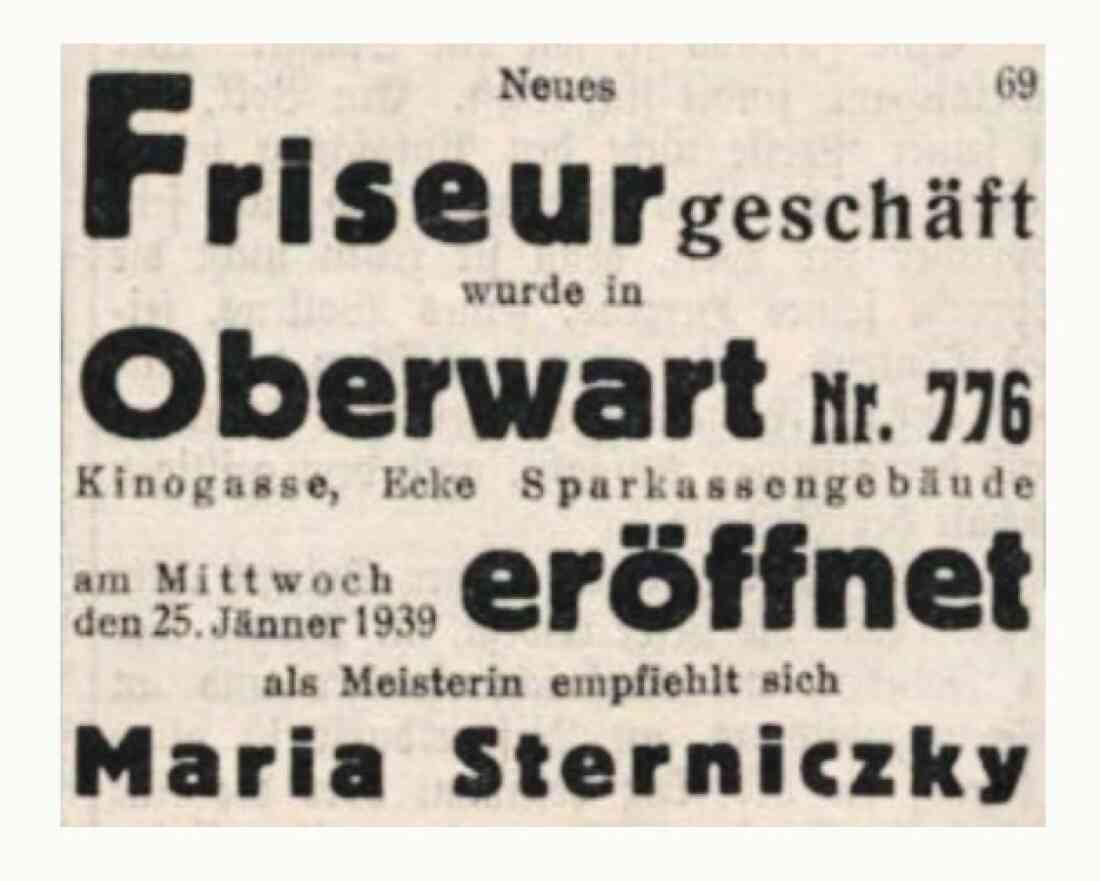 Neues 69
Friseurgeschäft
wurde in
Oberwart Nr. 776
Kinogasse, Ecke Sparkassengebäude
am Mittwoch
den 25. Jänner 1939 eröffnet
als Meisterin empfiehlt sich
Maria Sterniczky